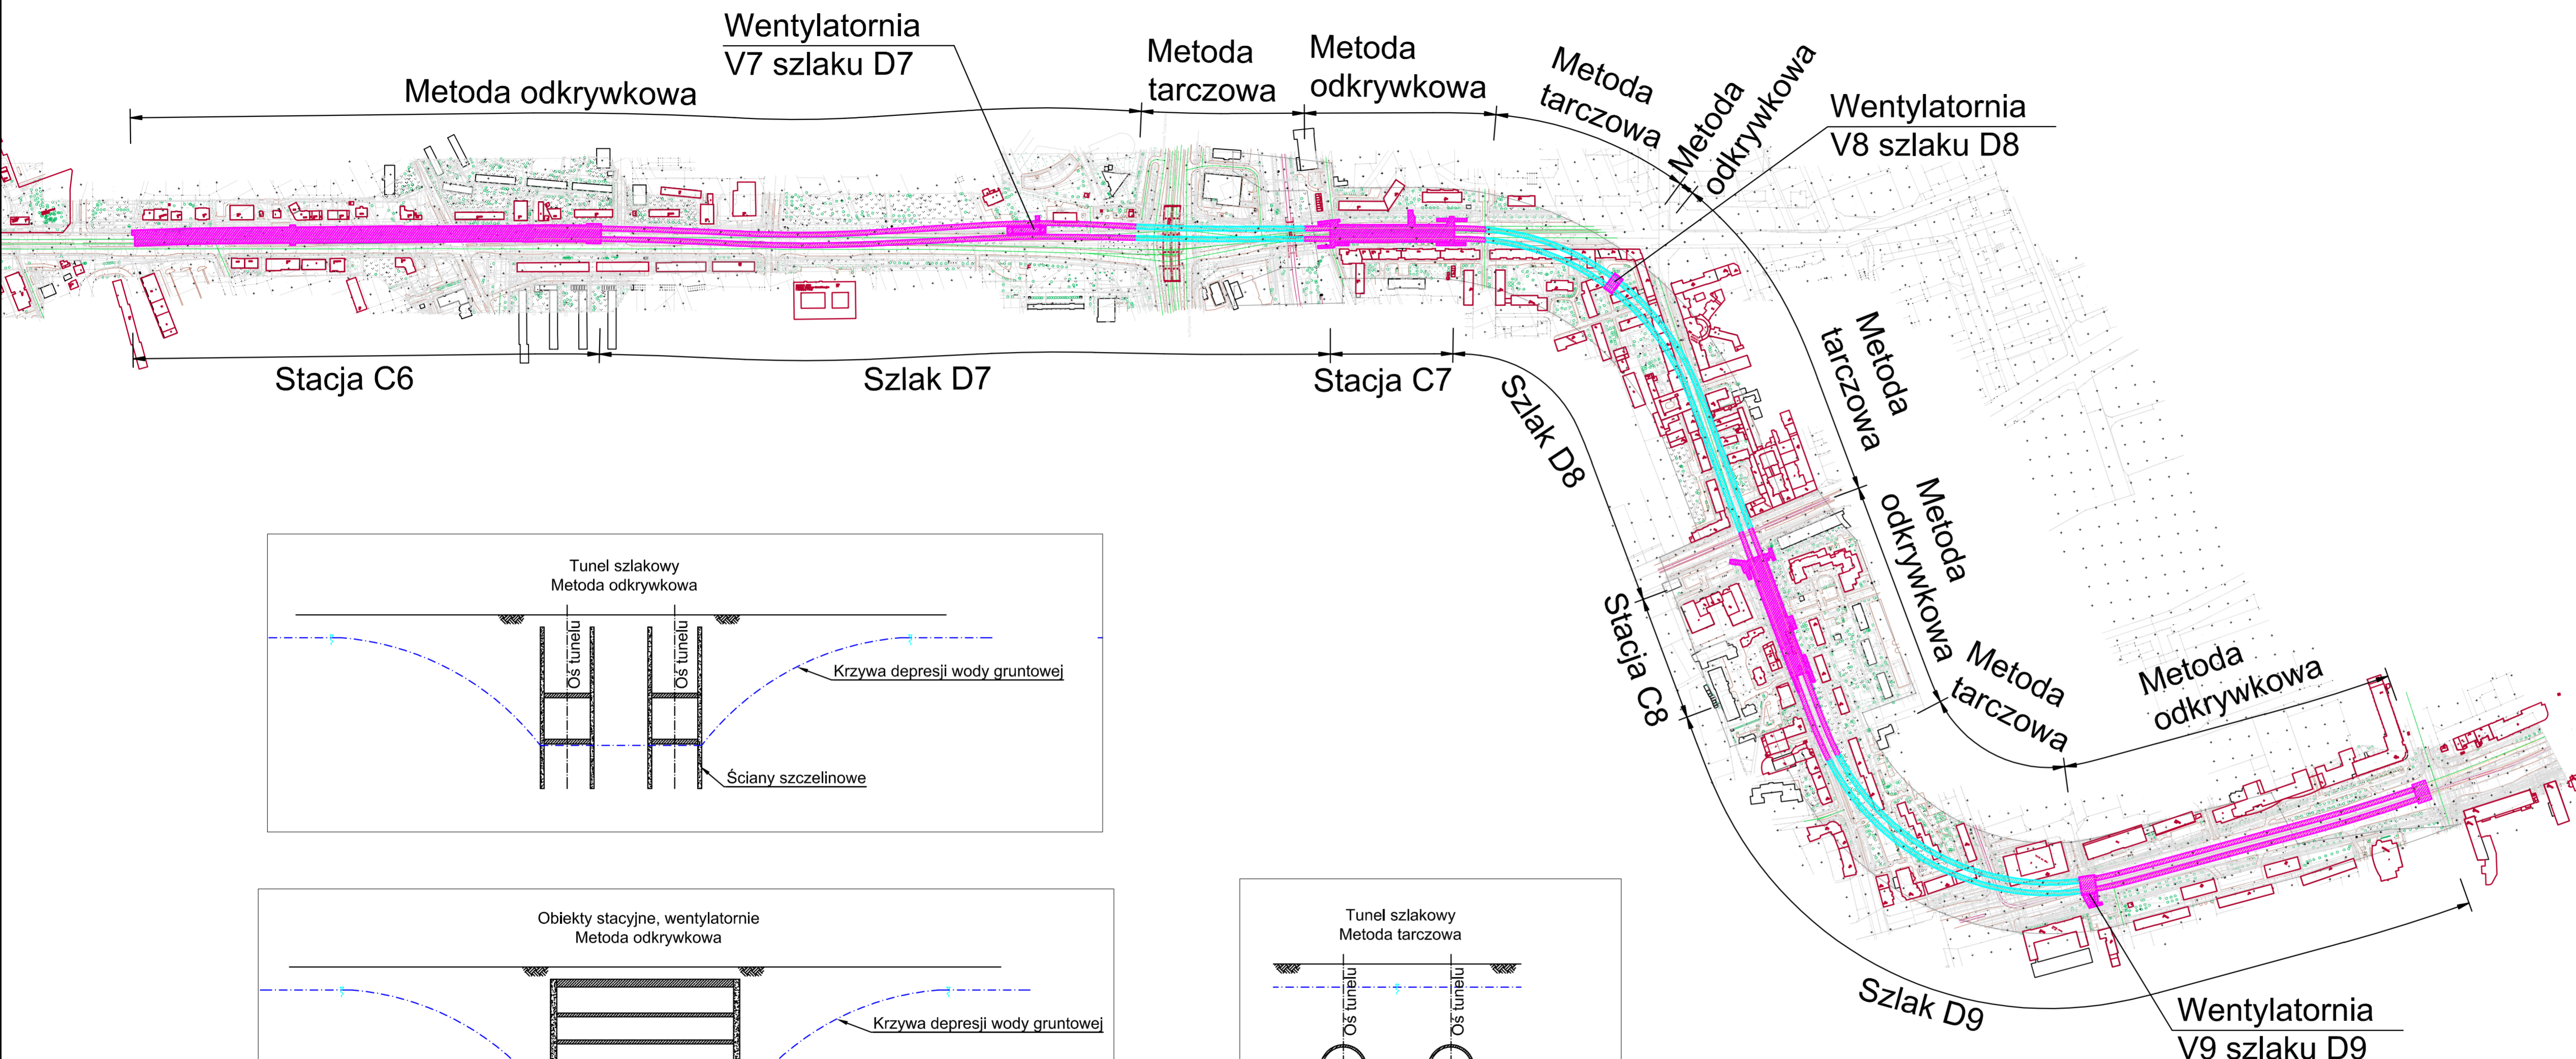 Wentylatornia
V7 szlaku D7
Metoda odkrywkowa
Metoda
tarczowa
Metoda
odkrywkowa
Metoda
tarczowa
Metoda
odkrywkowa
Wentylatornia
V8 szlaku D8
Stacja C6
Szlak D7
Stacja C7
Szlak D8
Metoda
tarczowa
Metoda
odkrywkowa
Stacja C8
Metoda
tarczowa
Metoda
odkrywkowa
Szlak D9
Wentylatornia
V9 szlaku D9
Tunel szlakowy
Metoda odkrywkowa
Oś tunelu
Oś tunelu
Krzywa depresji wody gruntowej
Ściany szczelinowe
Obiekty stacyjne, wentylatornie
Metoda odkrywkowa
Krzywa depresji wody gruntowej
Tunel szlakowy
Metoda tarczowa
Oś tunelu
Oś tunelu